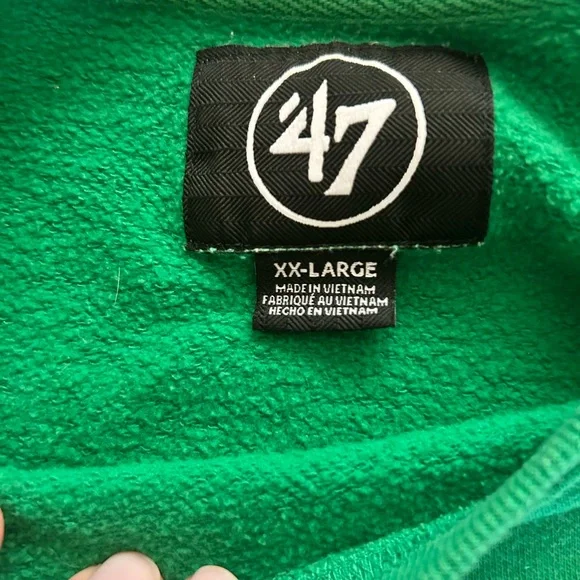 '47
XX-LARGE
MADE IN VIETNAM
FABRIQUÉ AU VIETNAM
HECHO EN VIETNAM